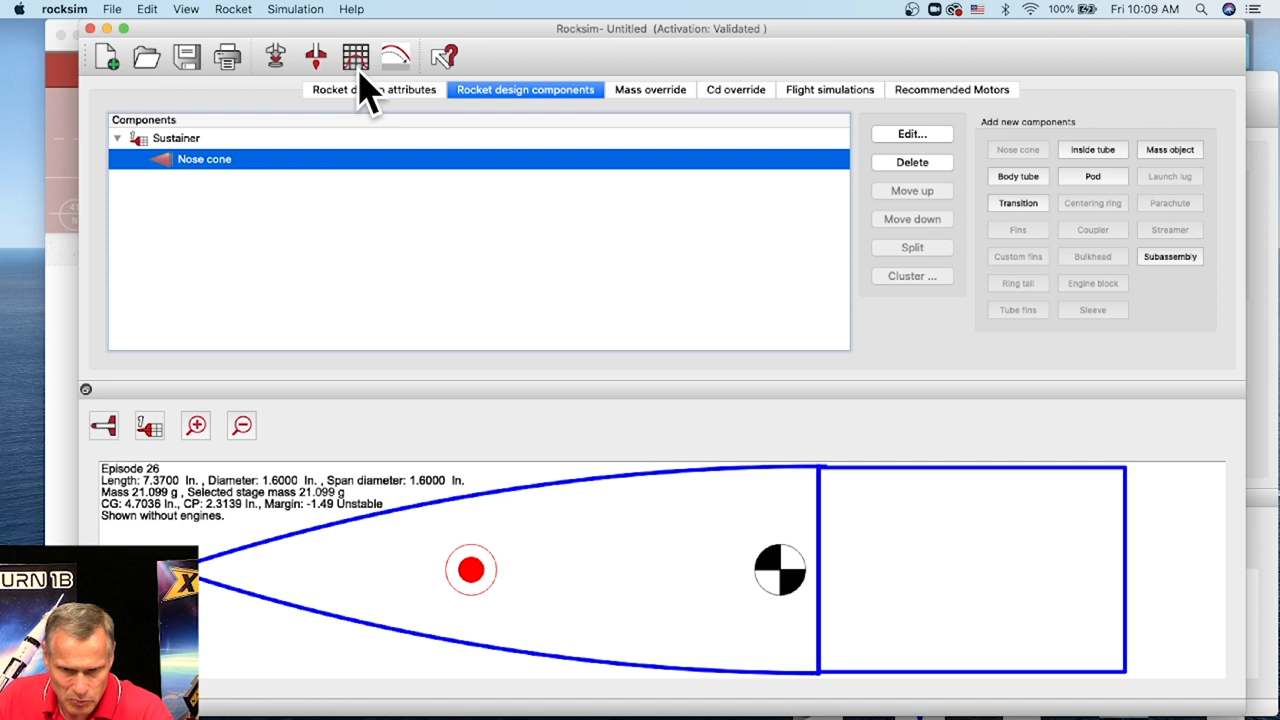 rocksim File Edit View Rocket Simulation Help 100% Fri 10:09 AM
Rocksim- Untitled (Activation: Validated )
Rocket attributes Rocket design components Mass override Cd override Flight simulations Recommended Motors
Components
Sustainer
Nose cone
Edit...
Delete
Move up
Move down
Split
Cluster ...
Add new components
Nose cone Inside tube Mass object
Body tube Pod Launch lug
Transition Centering ring Parachute
Fins Coupler Streamer
Custom fins Bulkhead Subassembly
Ring tail Engine block
Tube fins Sleeve
Episode 26
Length: 7.3700 In. , Diameter: 1.6000 In. , Span diameter: 1.6000 In.
Mass 21.099 g , Selected stage mass 21.099 g
CG: 4.7036 In., CP: 2.3139 In., Margin: -1.49 Unstable
Shown without engines.
URN 1B
X